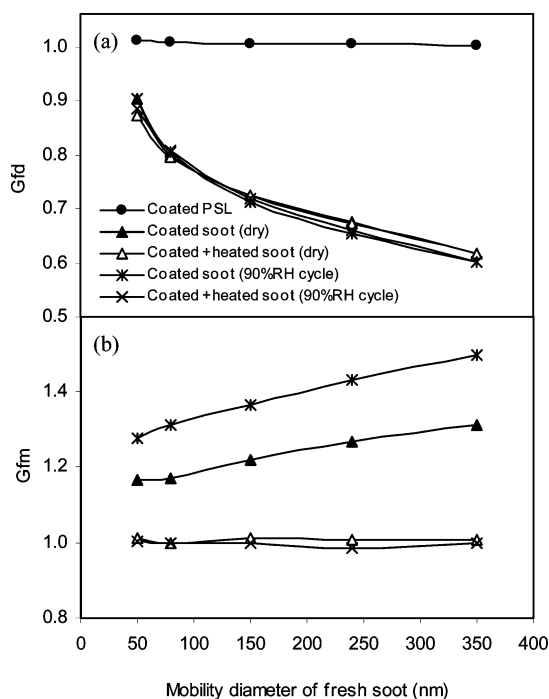 (a)
1.0
0.9
0.8
0.7
0.6
0.5
Gfd
Coated PSL
Coated soot (dry)
Coated +heated soot (dry)
Coated soot (90%RH cycle)
Coated +heated soot (90%RH cycle)
(b)
1.4
1.2
1.0
0.8
Gfm
0 50 100 150 200 250 300 350 400
Mobility diameter of fresh soot (nm)